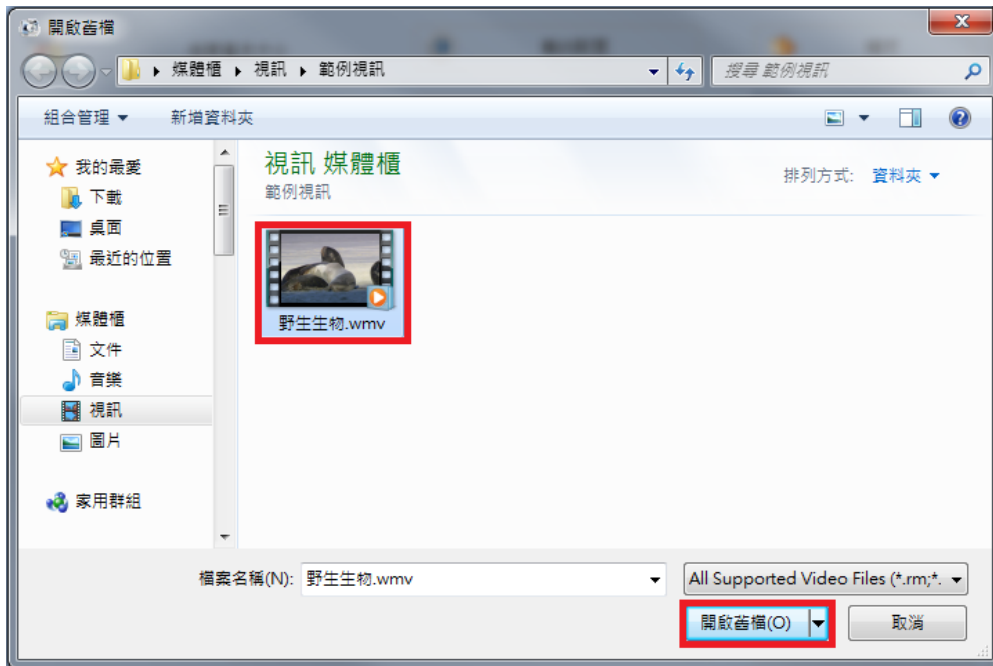 開啟舊檔
媒體櫃 視訊 範例視訊
搜尋 範例視訊
組合管理 新增資料夾
我的最愛
下載
桌面
最近的位置
媒體櫃
文件
音樂
視訊
圖片
家用群組
視訊 媒體櫃
範例視訊
排列方式: 資料夾
野生生物.wmv
檔案名稱(N): 野生生物.wmv
All Supported Video Files (*.rm;*.
開啟舊檔(O)
取消